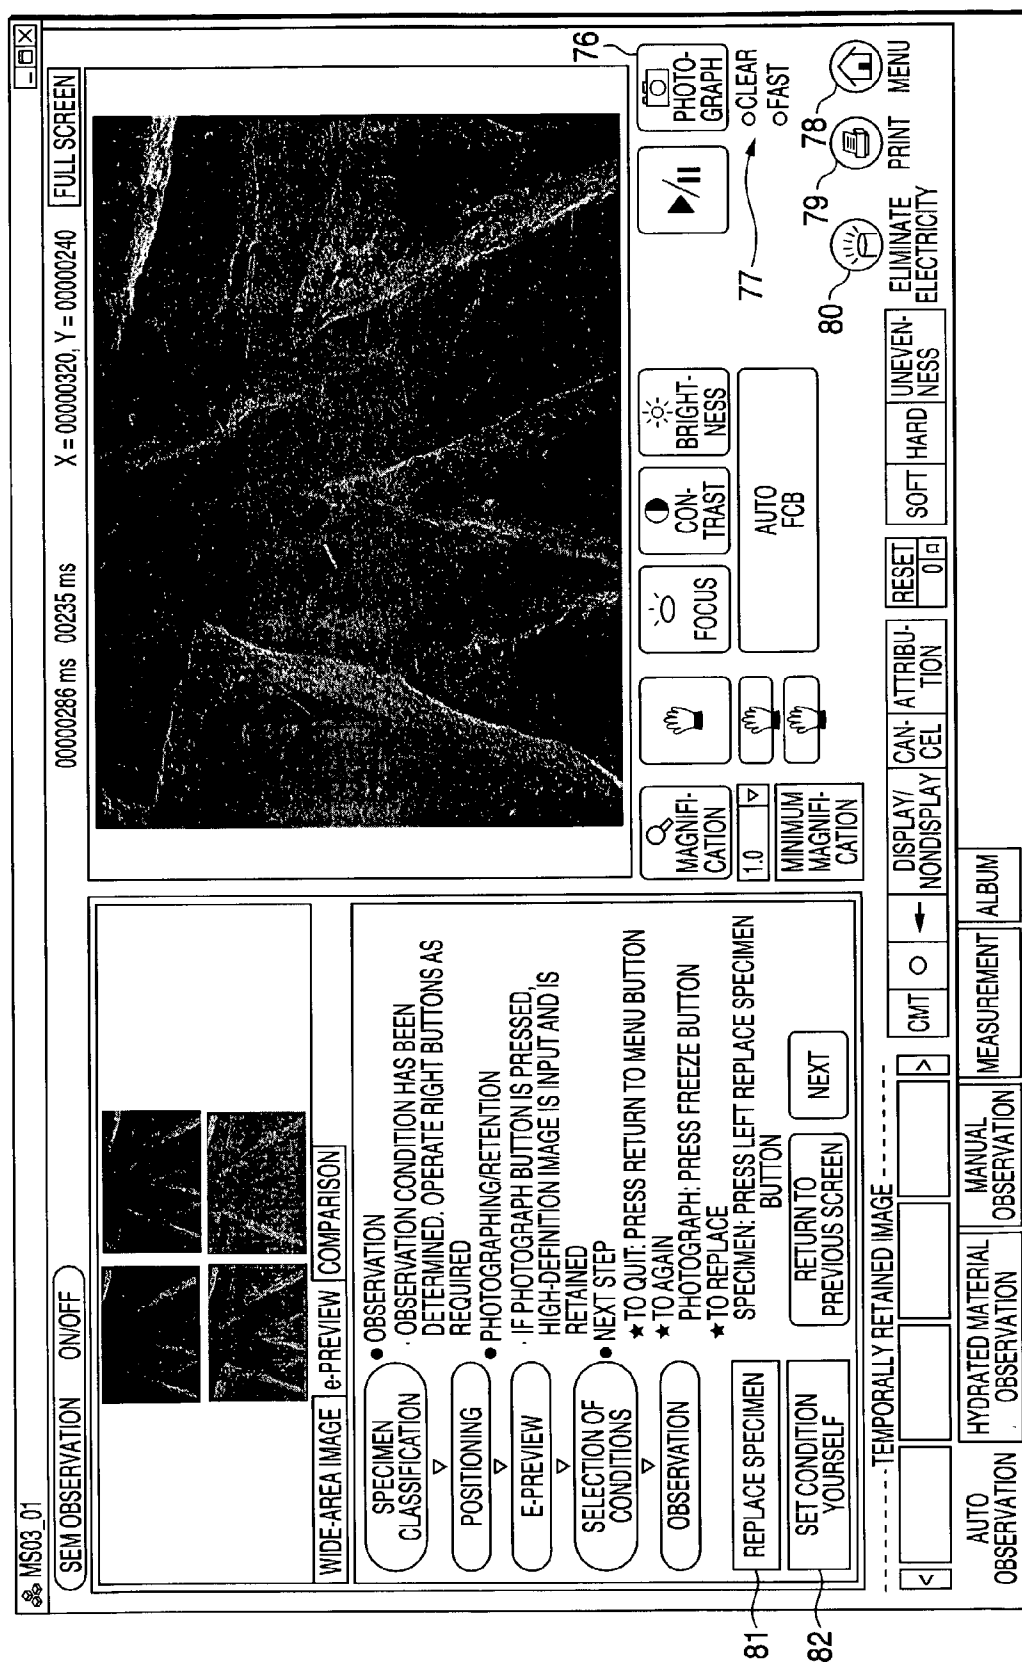 MS03_01
SEM OBSERVATION ON/OFF
00000286 ms 00235 ms X = 00000320, Y = 00000240 FULL SCREEN
WIDE-AREA IMAGE e-PREVIEW COMPARISON
SPECIMEN
CLASSIFICATION
POSITIONING
E-PREVIEW
SELECTION OF
CONDITIONS
OBSERVATION
REPLACE SPECIMEN
SET CONDITION
YOURSELF
● OBSERVATION
· OBSERVATION CONDITION HAS BEEN
DETERMINED. OPERATE RIGHT BUTTONS AS
REQUIRED
● PHOTOGRAPHING/RETENTION
· IF PHOTOGRAPH BUTTON IS PRESSED,
HIGH-DEFINITION IMAGE IS INPUT AND IS
RETAINED
● NEXT STEP
★ TO QUIT: PRESS RETURN TO MENU BUTTON
★ TO AGAIN
PHOTOGRAPH: PRESS FREEZE BUTTON
★ TO REPLACE
SPECIMEN: PRESS LEFT REPLACE SPECIMEN
BUTTON
RETURN TO
PREVIOUS SCREEN
NEXT
81
82
MAGNIFI-
CATION
1.0
MINIMUM
MAGNIFI-
CATION
FOCUS
CON-
TRAST
BRIGHT-
NESS
AUTO
FCB
▶/II
PHOTO-
GRAPH
76
77
○CLEAR
○FAST
80
79
78
ELIMINATE
ELECTRICITY
PRINT
MENU
TEMPORALLY RETAINED IMAGE
< >
CMT ○ ← DISPLAY/
NONDISPLAY
CAN-
CEL
ATTRIBU-
TION
RESET
0
SOFT HARD UNEVEN-
NESS
AUTO
OBSERVATION
HYDRATED MATERIAL
OBSERVATION
MANUAL
OBSERVATION
MEASUREMENT
ALBUM